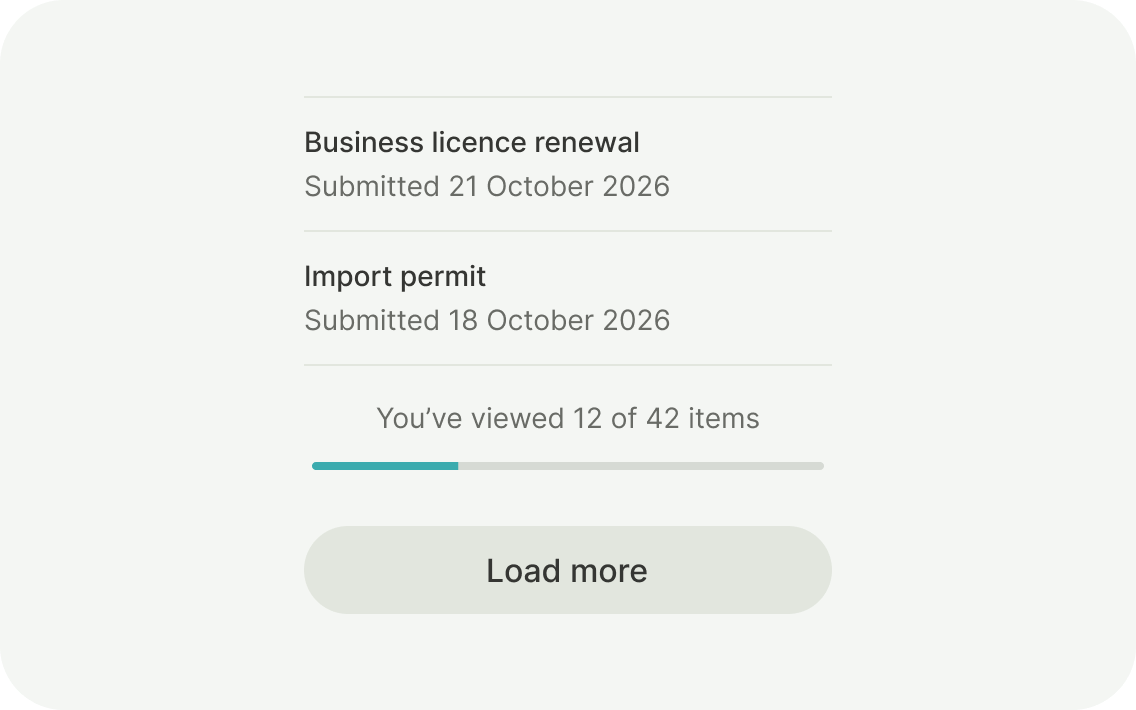 Business licence renewal
Submitted 21 October 2026
Import permit
Submitted 18 October 2026
You’ve viewed 12 of 42 items
Load more